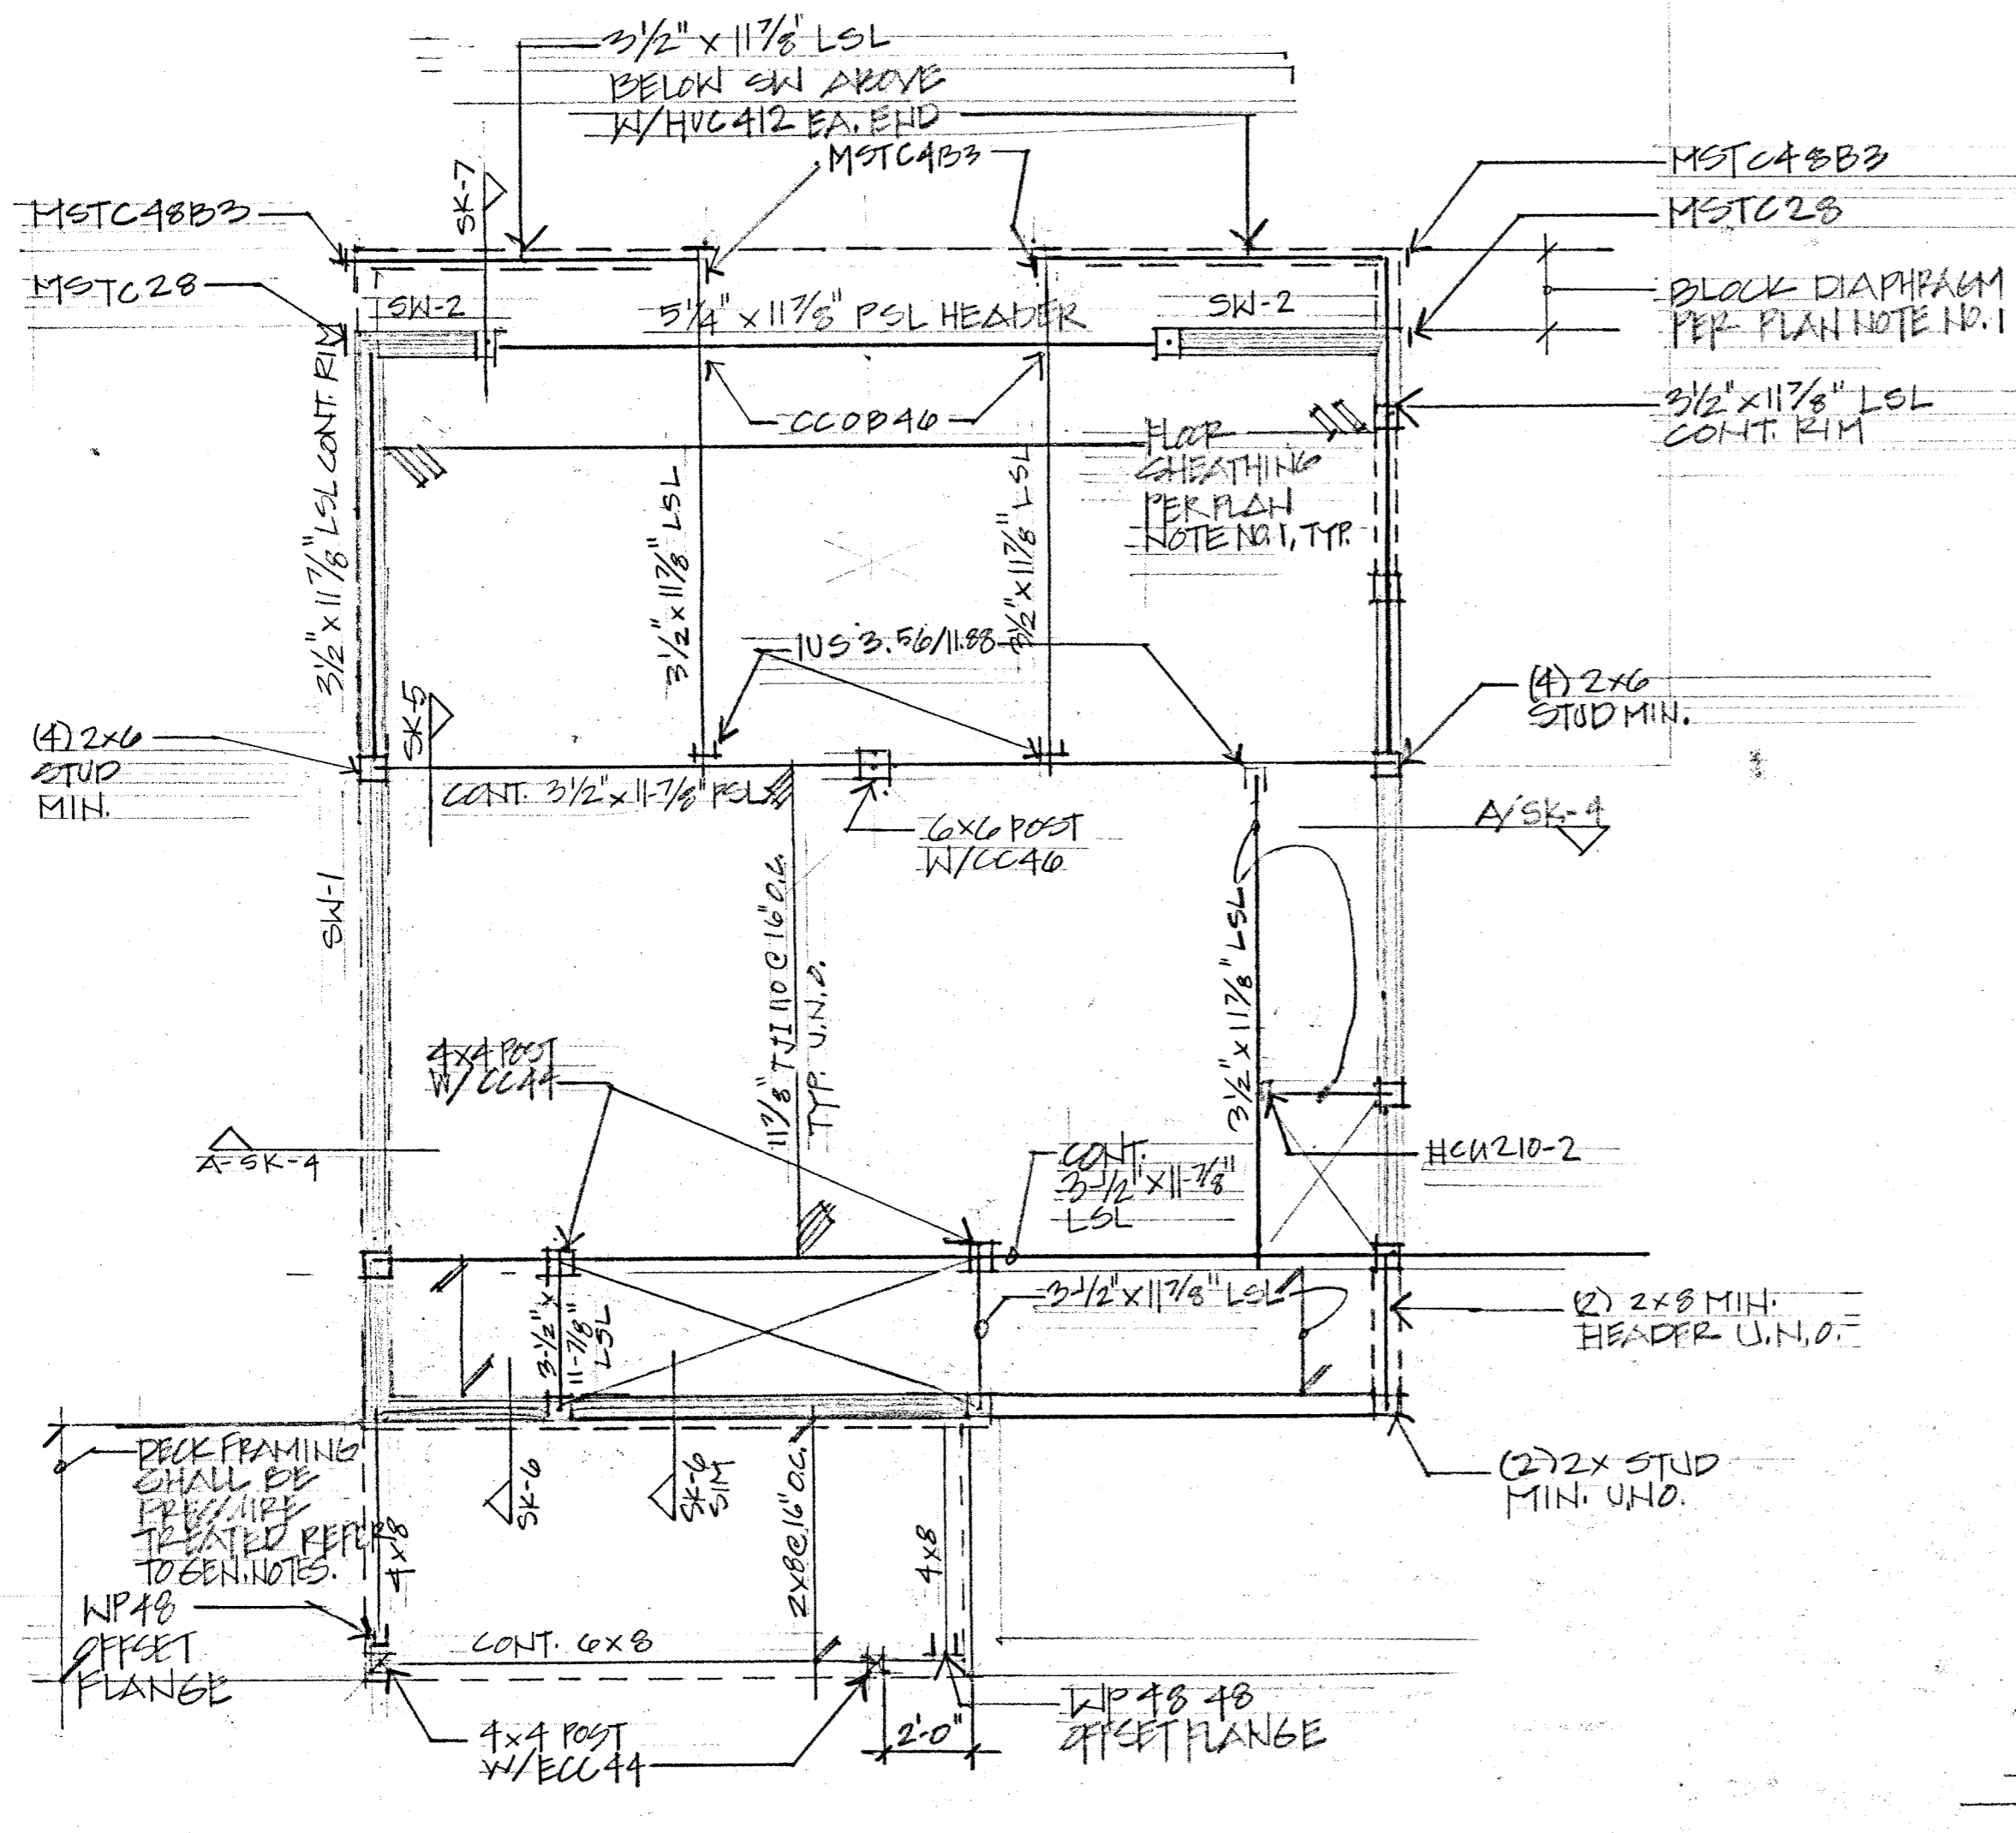 3½" x 11⅞" LSL
BELOW SW ABOVE
W/HUC412 EA. END
MSTC4B3
MSTC48B3
MSTC28
BLOCK DIAPHRAGM
PER PLAN NOTE NO.1
3½" x 11⅞" LSL
CONT. RIM
MSTC48B3
MSTC28
SK-7
SW-2
5¼" x 11⅞" PSL HEADER
SW-2
CCOB46
FLOOR
SHEATHING
PER PLAN
NOTE NO.1, TYP.
3½" x 11⅞" LSL CONT. RIM
3½" x 11⅞" LSL
3½" x 11⅞" LSL
IUS 3.56/11.88
(4) 2x6
STUD MIN.
(4) 2x6
STUD
MIN.
SK-5
CONT. 3½" x 11-⅞" PSL
6x6 POST
W/CC46
A/SK-4
SW-1
11⅞" TJI 110 @ 16" O.C.
TYP. U.N.O.
3½" x 11⅞" LSL
4x4 POST
W/CC44
A-SK-4
CONT.
3-½" x 11-⅞"
LSL
HCU210-2
3-½" x
11-⅞"
LSL
3-½" x 11⅞" LSL
(2) 2x8 MIN.
HEADER U.N.O.
DECK FRAMING
SHALL BE
PRESSURE
TREATED REFER
TO GEN. NOTES.
4x8
SK-6
SK-6
SIM
2x8@16" O.C.
4x8
(2) 2x STUD
MIN. U.N.O.
WP48
OFFSET
FLANGE
CONT. 6x8
4x4 POST
W/ECC44
2'-0"
WP48 48
OFFSET FLANGE